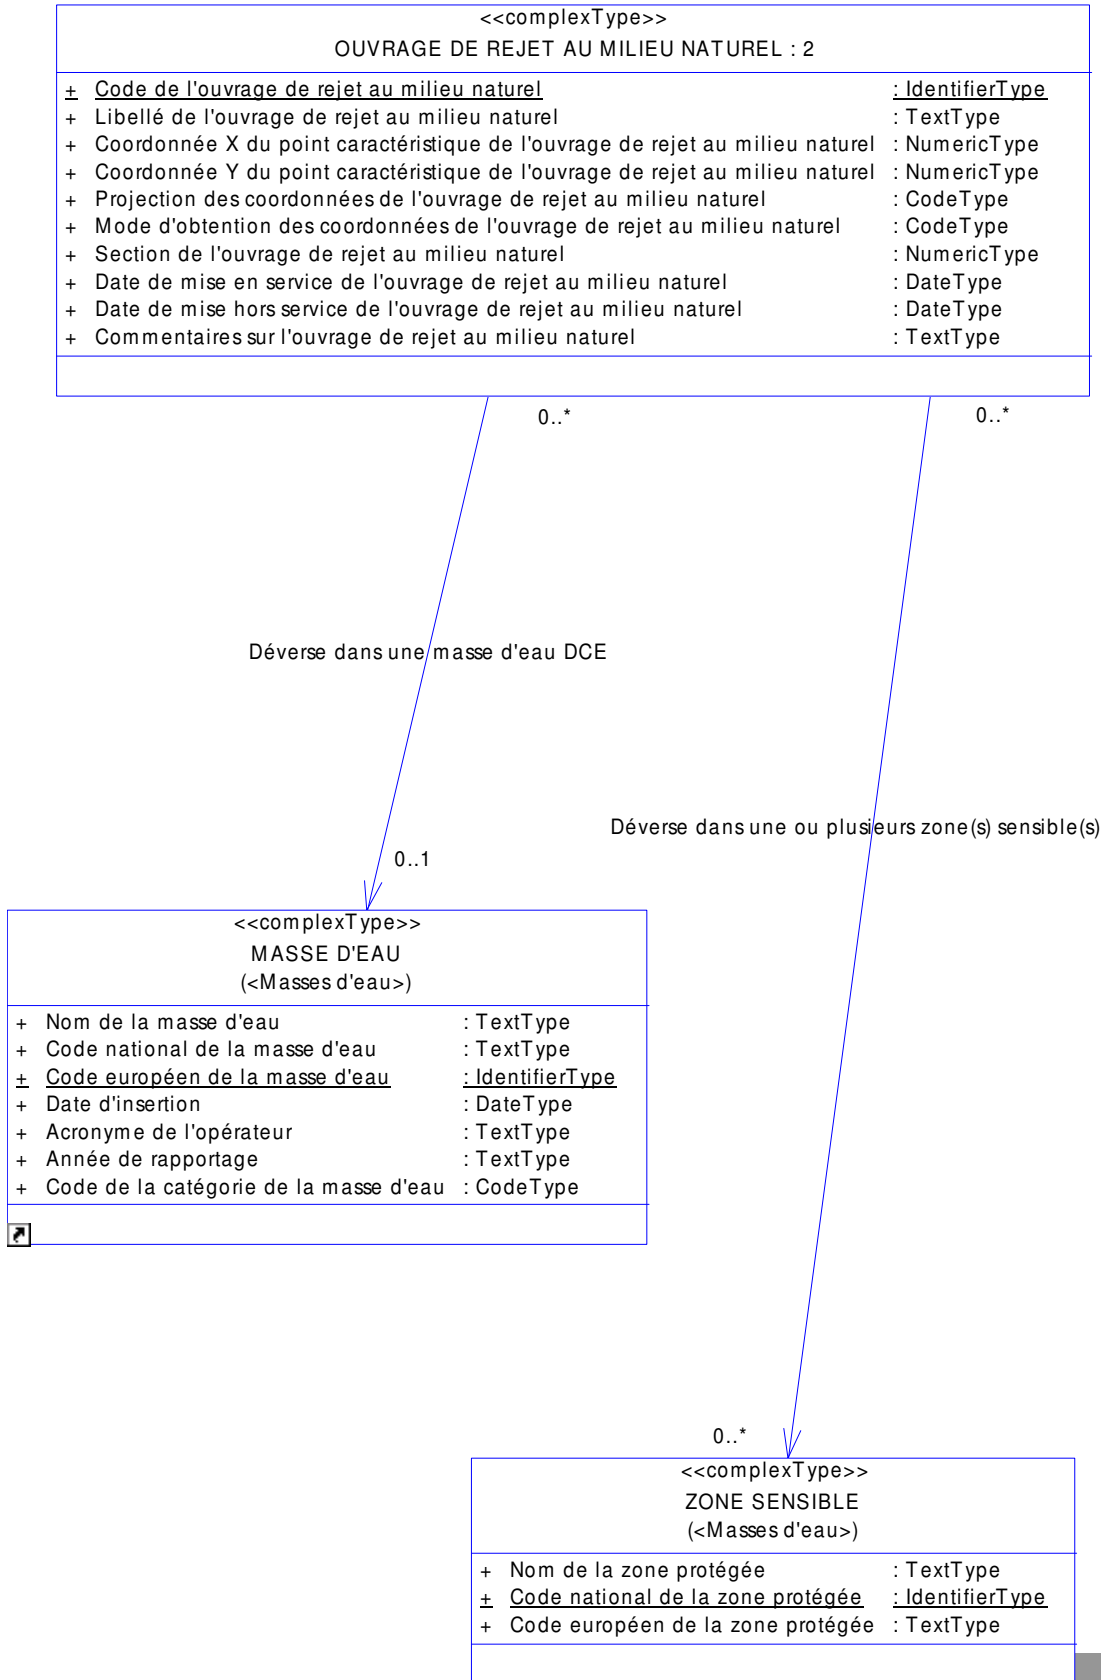 <<complexType>>
OUVRAGE DE REJET AU MILIEU NATUREL : 2
+ Code de l'ouvrage de rejet au milieu naturel : IdentifierType
+ Libellé de l'ouvrage de rejet au milieu naturel : TextType
+ Coordonnée X du point caractéristique de l'ouvrage de rejet au milieu naturel : NumericType
+ Coordonnée Y du point caractéristique de l'ouvrage de rejet au milieu naturel : NumericType
+ Projection des coordonnées de l'ouvrage de rejet au milieu naturel : CodeType
+ Mode d'obtention des coordonnées de l'ouvrage de rejet au milieu naturel : CodeType
+ Section de l'ouvrage de rejet au milieu naturel : NumericType
+ Date de mise en service de l'ouvrage de rejet au milieu naturel : DateType
+ Date de mise hors service de l'ouvrage de rejet au milieu naturel : DateType
+ Commentaires sur l'ouvrage de rejet au milieu naturel : TextType
0..*
0..*
Déverse dans une masse d'eau DCE
Déverse dans une ou plusieurs zone(s) sensible(s)
0..1
<<complexType>>
MASSE D'EAU
(<Masses d'eau>)
+ Nom de la masse d'eau : TextType
+ Code national de la masse d'eau : TextType
+ Code européen de la masse d'eau : IdentifierType
+ Date d'insertion : DateType
+ Acronyme de l'opérateur : TextType
+ Année de rapportage : TextType
+ Code de la catégorie de la masse d'eau : CodeType
0..*
<<complexType>>
ZONE SENSIBLE
(<Masses d'eau>)
+ Nom de la zone protégée : TextType
+ Code national de la zone protégée : IdentifierType
+ Code européen de la zone protégée : TextType